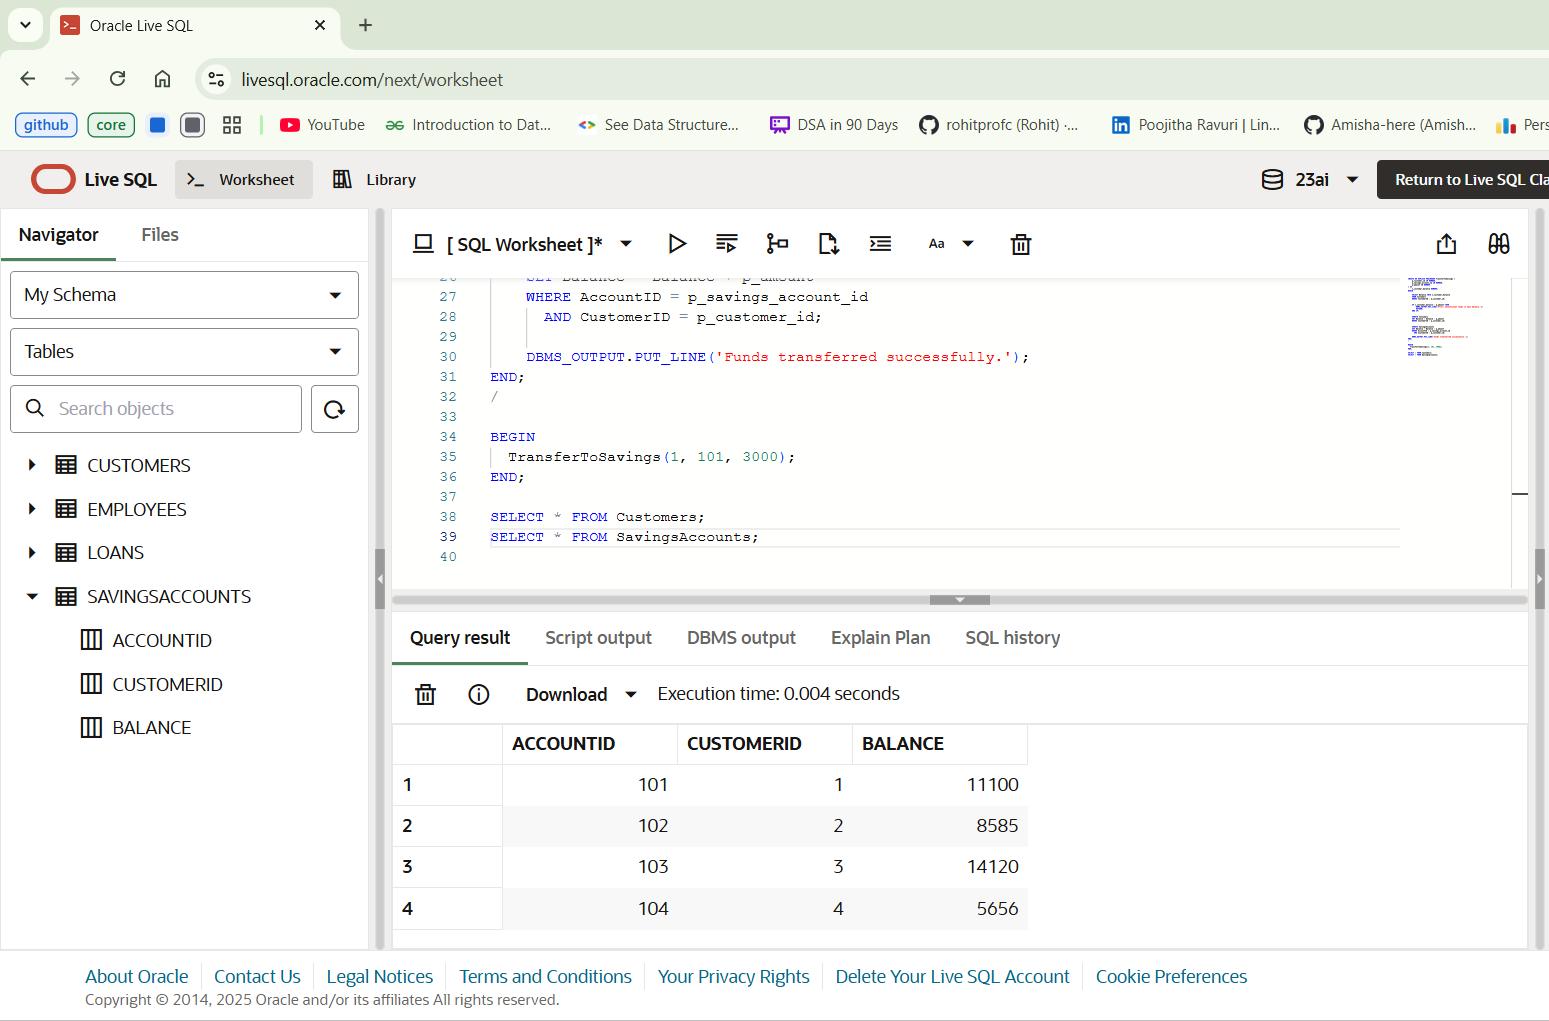 Oracle Live SQL
livesql.oracle.com/next/worksheet
github core YouTube Introduction to Dat... See Data Structure... DSA in 90 Days rohitprofc (Rohit) ·... Poojitha Ravuri | Lin... Amisha-here (Amish... Pers
Live SQL >_ Worksheet Library 23ai Return to Live SQL Cla
Navigator Files
[ SQL Worksheet ]* Aa
My Schema
Tables
Search objects
CUSTOMERS
EMPLOYEES
LOANS
SAVINGSACCOUNTS
ACCOUNTID
CUSTOMERID
BALANCE
26 SET Balance = Balance + p_amount
27 WHERE AccountID = p_savings_account_id
28 AND CustomerID = p_customer_id;
29
30 DBMS_OUTPUT.PUT_LINE('Funds transferred successfully.');
31 END;
32 /
33
34 BEGIN
35 TransferToSavings(1, 101, 3000);
36 END;
37
38 SELECT * FROM Customers;
39 SELECT * FROM SavingsAccounts;
40
Query result Script output DBMS output Explain Plan SQL history
Download Execution time: 0.004 seconds
ACCOUNTID CUSTOMERID BALANCE
1 101 1 11100
2 102 2 8585
3 103 3 14120
4 104 4 5656
About Oracle Contact Us Legal Notices Terms and Conditions Your Privacy Rights Delete Your Live SQL Account Cookie Preferences
Copyright © 2014, 2025 Oracle and/or its affiliates All rights reserved.